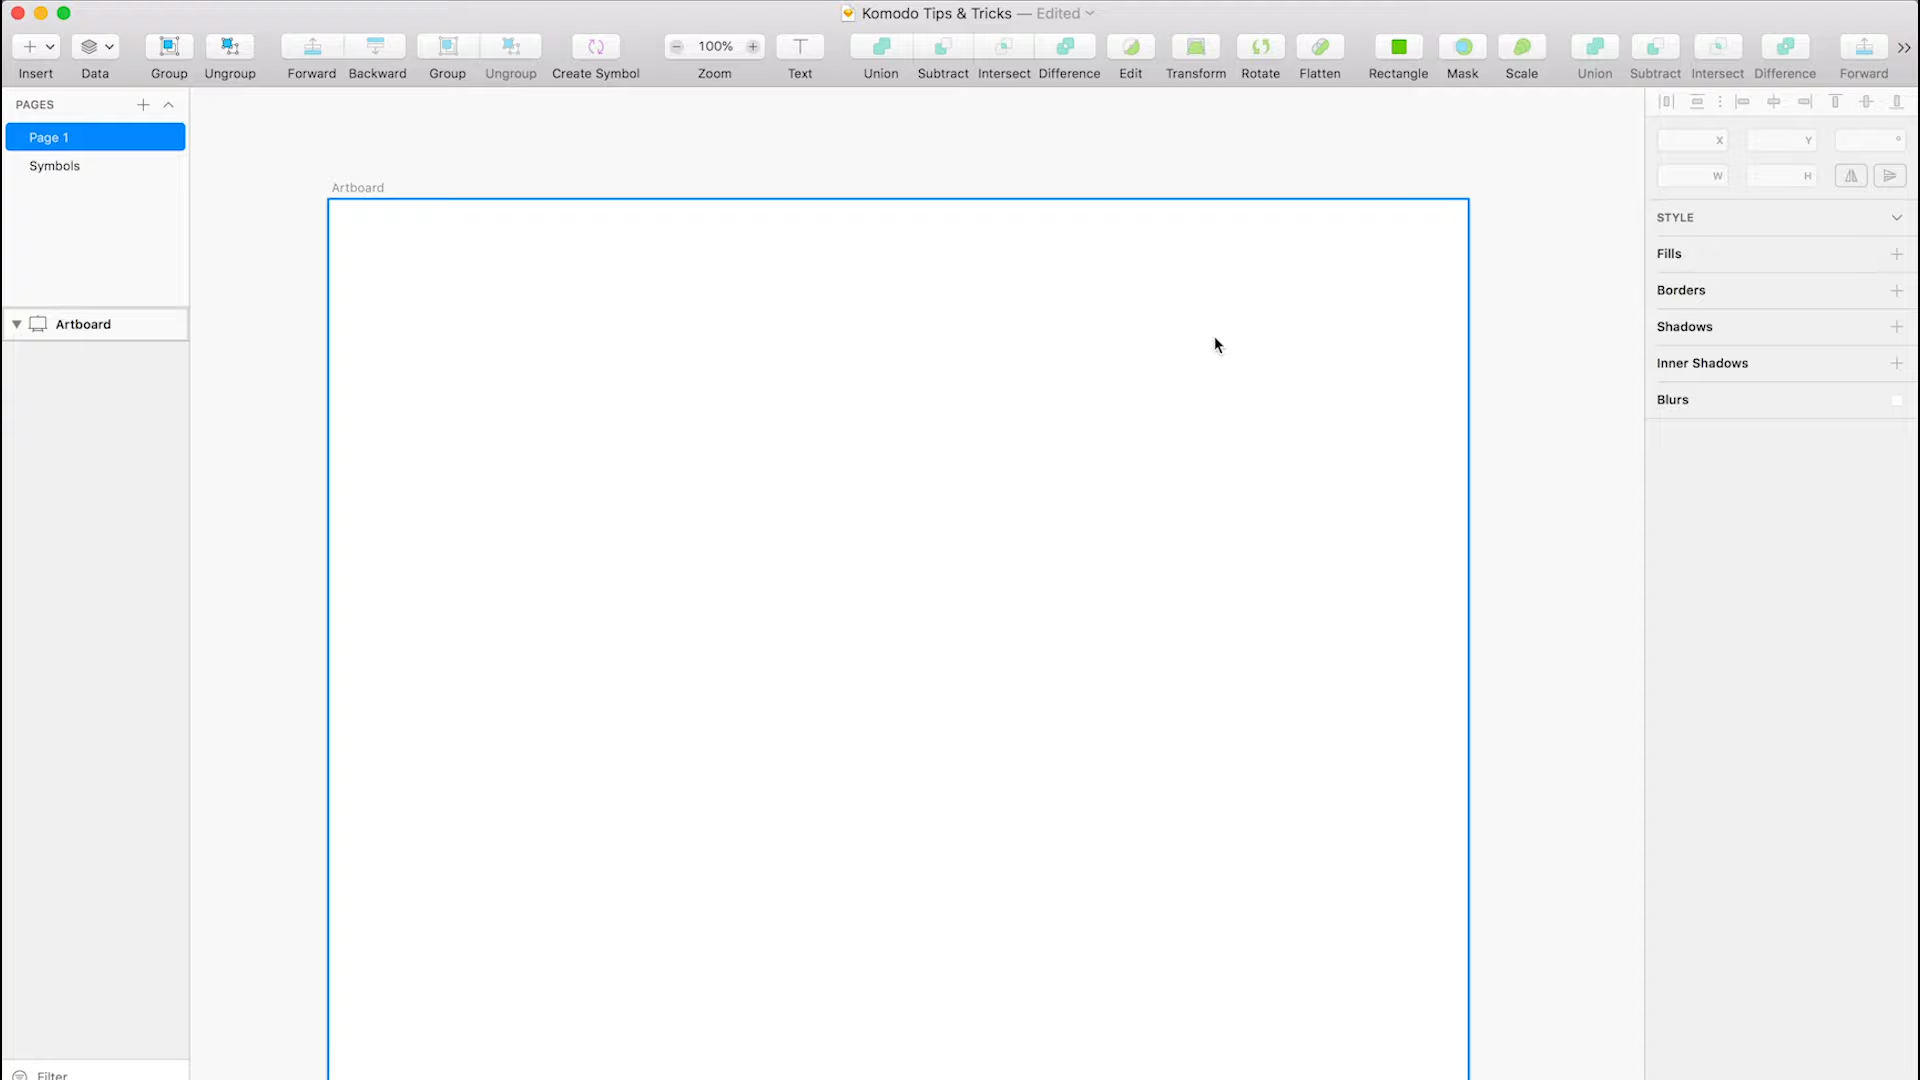 Komodo Tips & Tricks — Edited
100%
Insert Data Group Ungroup Forward Backward Group Ungroup Create Symbol Zoom Text Union Subtract Intersect Difference Edit Transform Rotate Flatten Rectangle Mask Scale Union Subtract Intersect Difference Forward
PAGES
Page 1
Symbols
Artboard
Filter
Artboard
X Y °
W H
STYLE
Fills
Borders
Shadows
Inner Shadows
Blurs